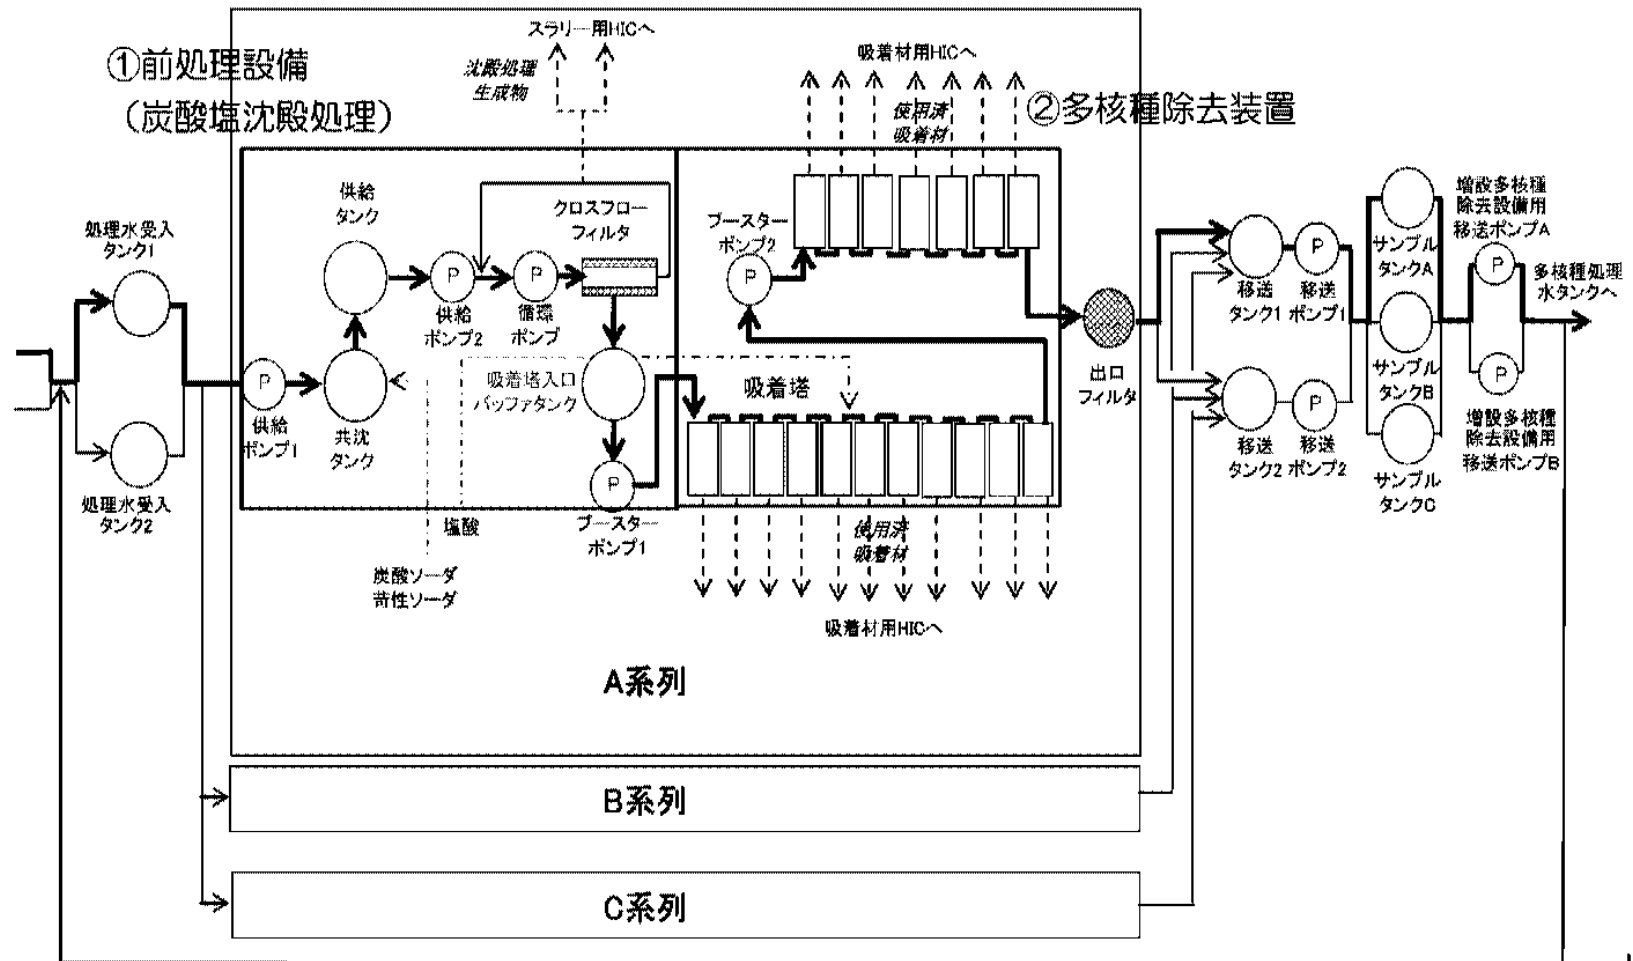 スラリー用HICへ
①前処理設備
(炭酸塩沈殿処理)
沈殿処理
生成物
吸着材用HICへ
使用済
吸着材
②多核種除去装置
処理水受入
タンク1
供給
タンク
P
供給
ポンプ2
P
循環
ポンプ
クロスフロー
フィルタ
ブースター
ポンプ2
P
P
供給
ポンプ1
共沈
タンク
吸着塔入口
バッファタンク
吸着塔
処理水受入
タンク2
塩酸
炭酸ソーダ
苛性ソーダ
P
ブースター
ポンプ1
使用済
吸着材
吸着材用HICへ
出口
フィルタ
移送
タンク1
P
移送
ポンプ1
移送
タンク2
P
移送
ポンプ2
サンプル
タンクA
サンプル
タンクB
サンプル
タンクC
増設多核種
除去設備用
移送ポンプA
P
多核種処理
水タンクへ
P
増設多核種
除去設備用
移送ポンプB
A系列
B系列
C系列